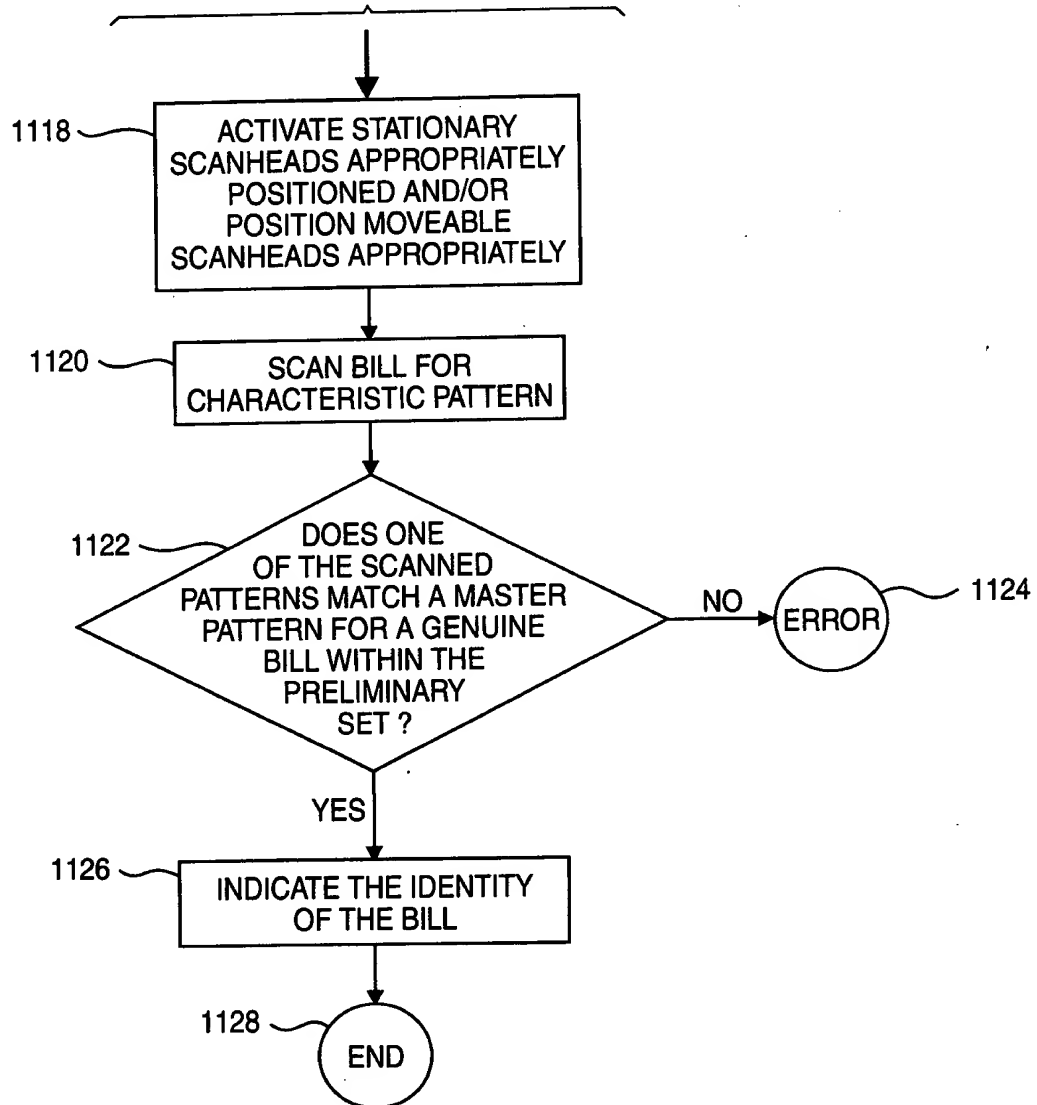 1118
ACTIVATE STATIONARY
SCANHEADS APPROPRIATELY
POSITIONED AND/OR
POSITION MOVEABLE
SCANHEADS APPROPRIATELY
1120
SCAN BILL FOR
CHARACTERISTIC PATTERN
1122
DOES ONE
OF THE SCANNED
PATTERNS MATCH A MASTER
PATTERN FOR A GENUINE
BILL WITHIN THE
PRELIMINARY
SET ?
NO
ERROR
1124
YES
1126
INDICATE THE IDENTITY
OF THE BILL
1128
END